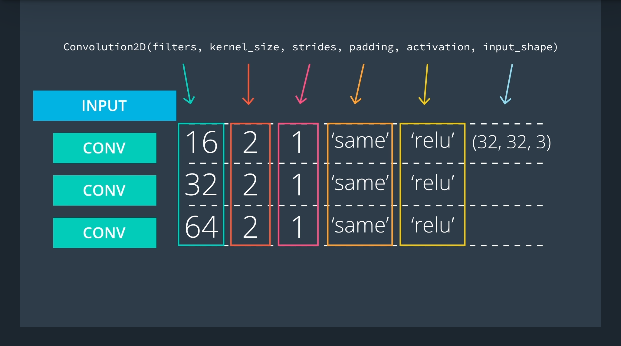 Convolution2D(filters, kernel_size, strides, padding, activation, input_shape)
INPUT
CONV 16 2 1 ‘same’ ‘relu’ (32, 32, 3)
CONV 32 2 1 ‘same’ ‘relu’
CONV 64 2 1 ‘same’ ‘relu’